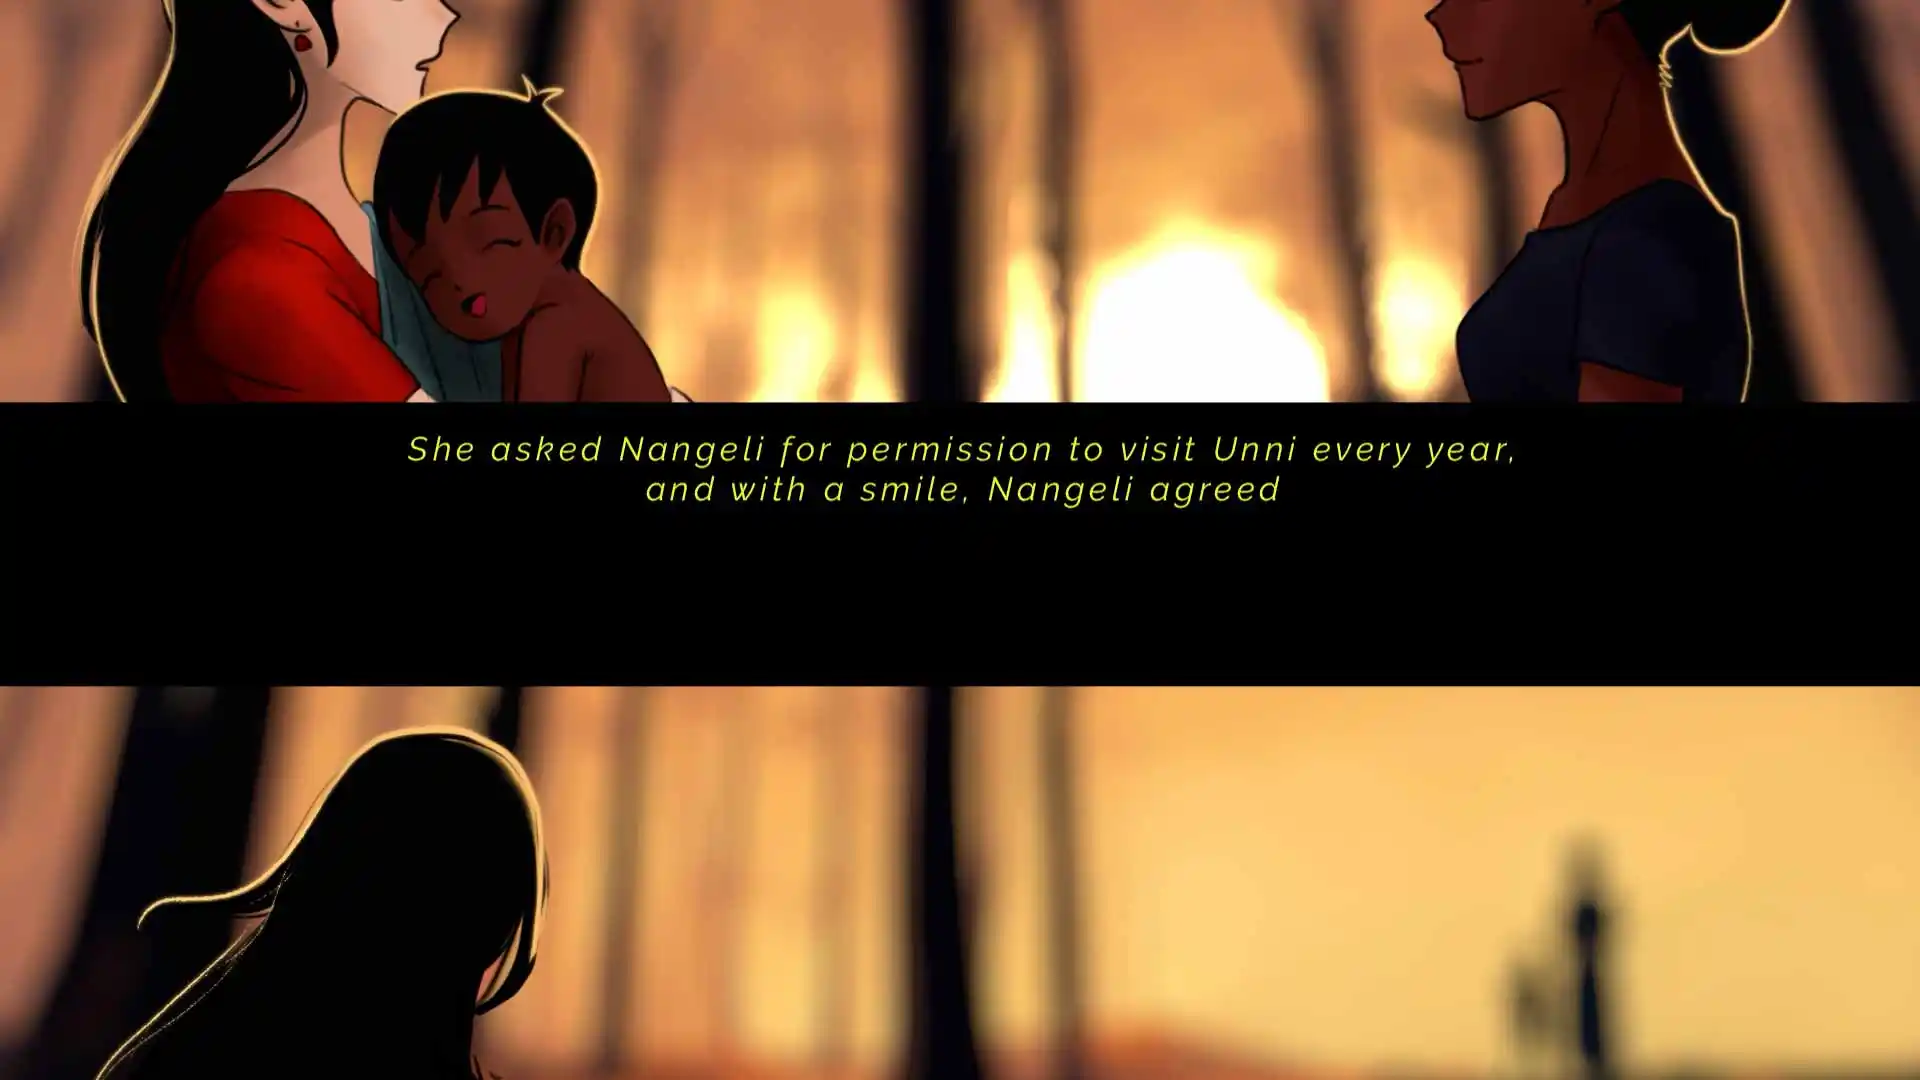 She asked Nangeli for permission to visit Unni every year,
and with a smile, Nangeli agreed